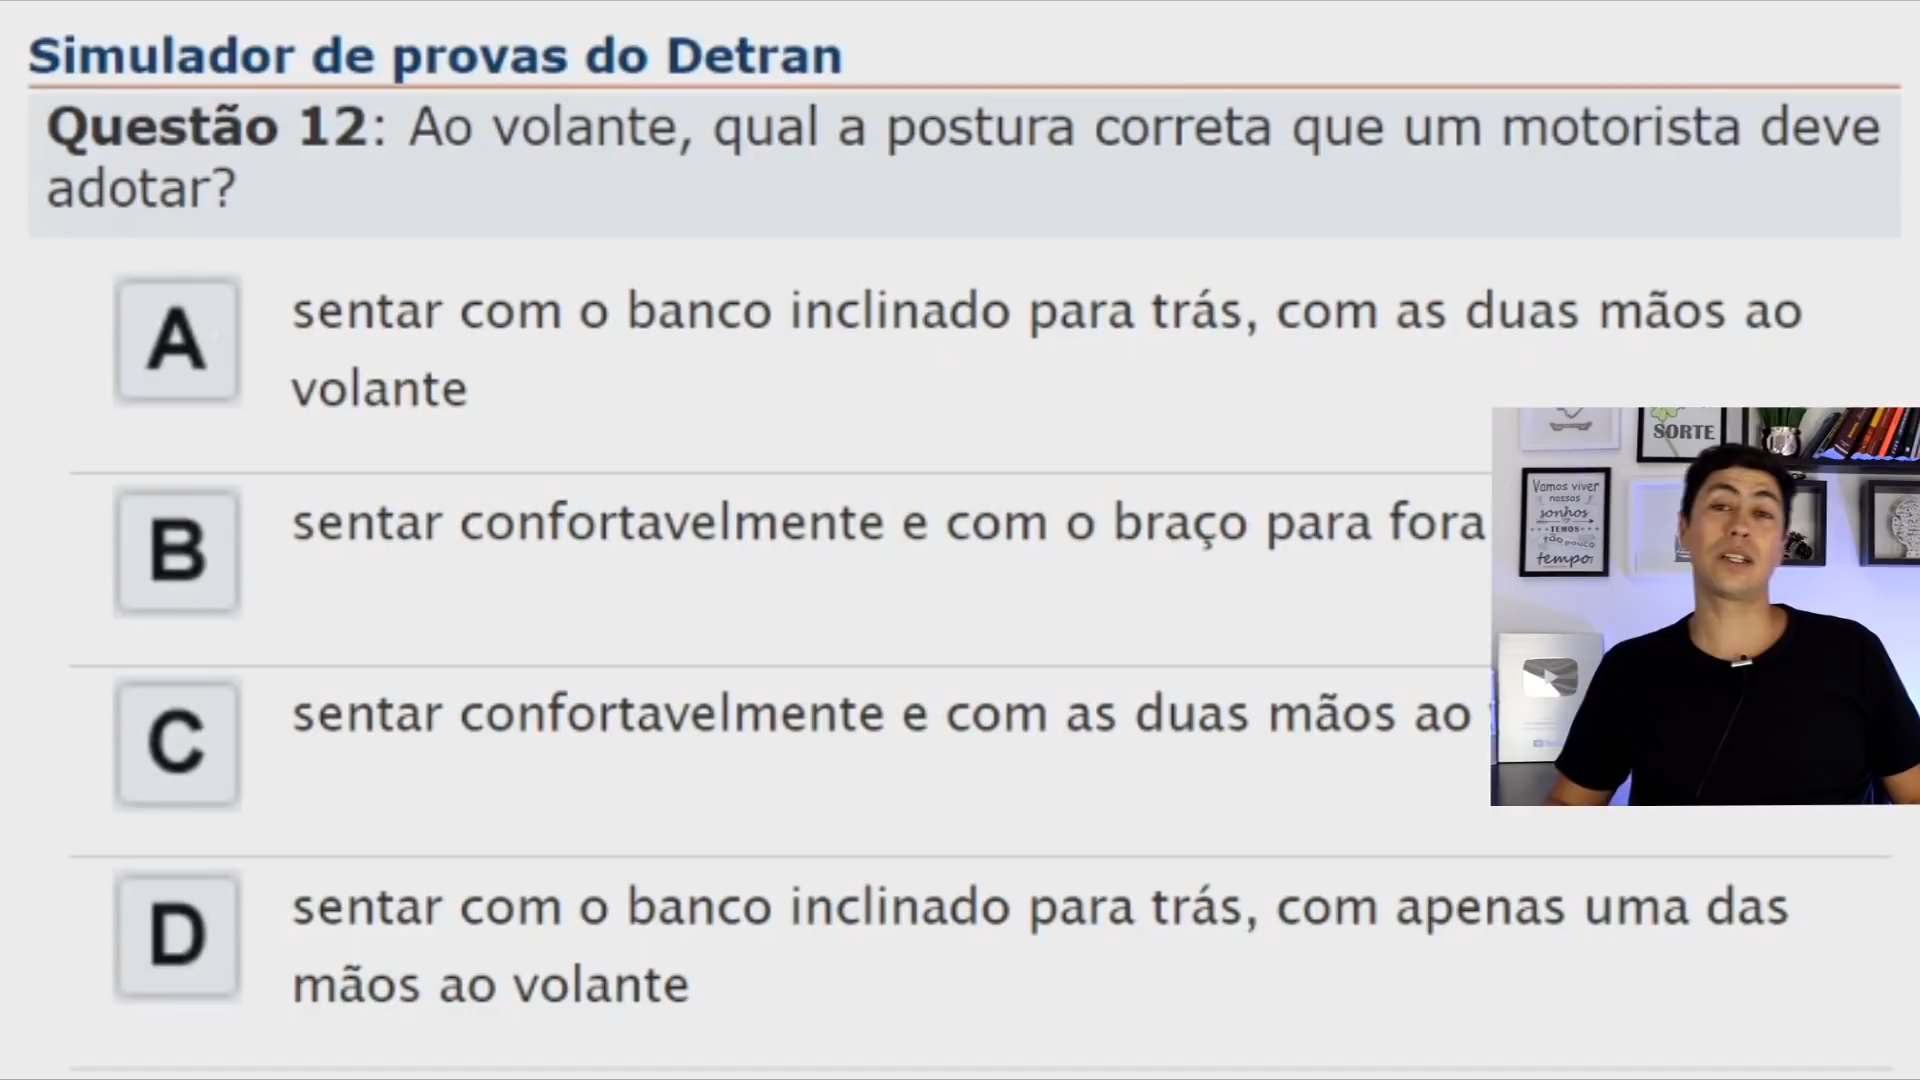 Simulador de provas do Detran
Questão 12: Ao volante, qual a postura correta que um motorista deve
adotar?
A
sentar com o banco inclinado para trás, com as duas mãos ao
volante
B
sentar confortavelmente e com o braço para fora
C
sentar confortavelmente e com as duas mãos ao
D
sentar com o banco inclinado para trás, com apenas uma das
mãos ao volante
SORTE
Vamos viver
nossos
sonhos
TEMOS
tão pouco
tempo